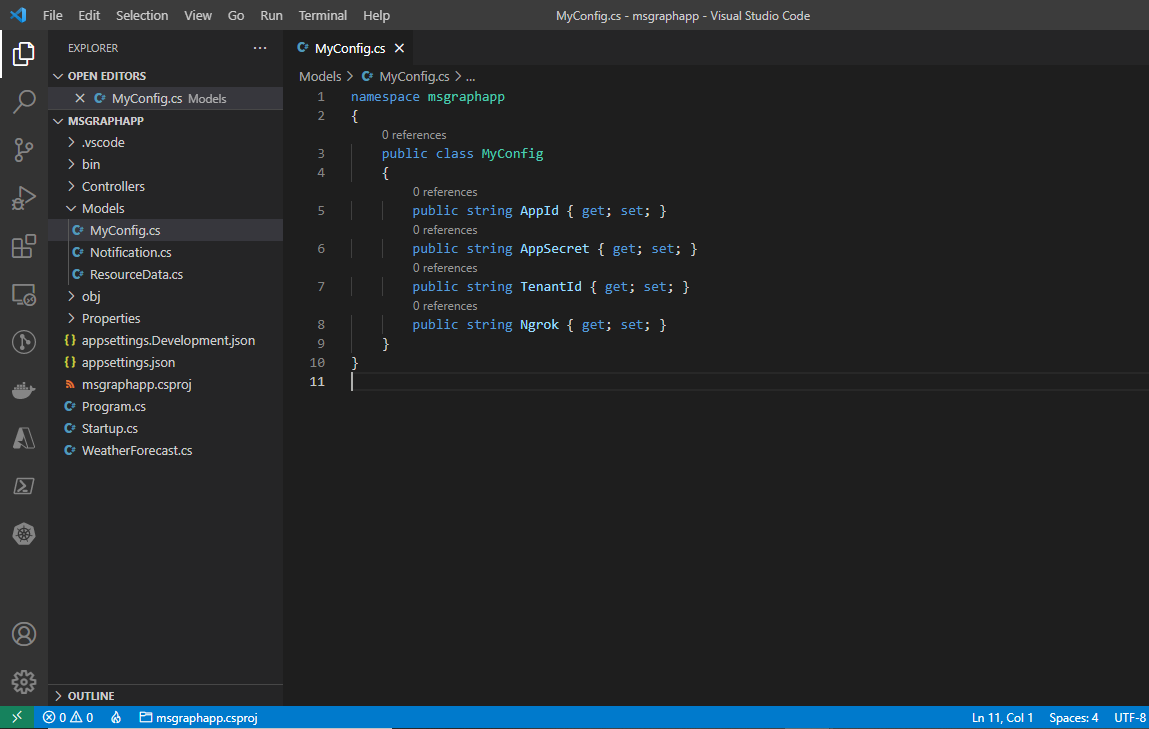 File Edit Selection View Go Run Terminal Help MyConfig.cs - msgraphapp - Visual Studio Code
EXPLORER ...
OPEN EDITORS
MyConfig.cs Models
MSGRAPHAPP
.vscode
bin
Controllers
Models
MyConfig.cs
Notification.cs
ResourceData.cs
obj
Properties
{} appsettings.Development.json
{} appsettings.json
msgraphapp.csproj
C# Program.cs
C# Startup.cs
C# WeatherForecast.cs
OUTLINE
MyConfig.cs
Models > MyConfig.cs > ...
1 namespace msgraphapp
2 {
0 references
3 public class MyConfig
4 {
0 references
5 public string AppId { get; set; }
0 references
6 public string AppSecret { get; set; }
0 references
7 public string TenantId { get; set; }
0 references
8 public string Ngrok { get; set; }
9 }
10 }
11
0 0 msgraphapp.csproj Ln 11, Col 1 Spaces: 4 UTF-8